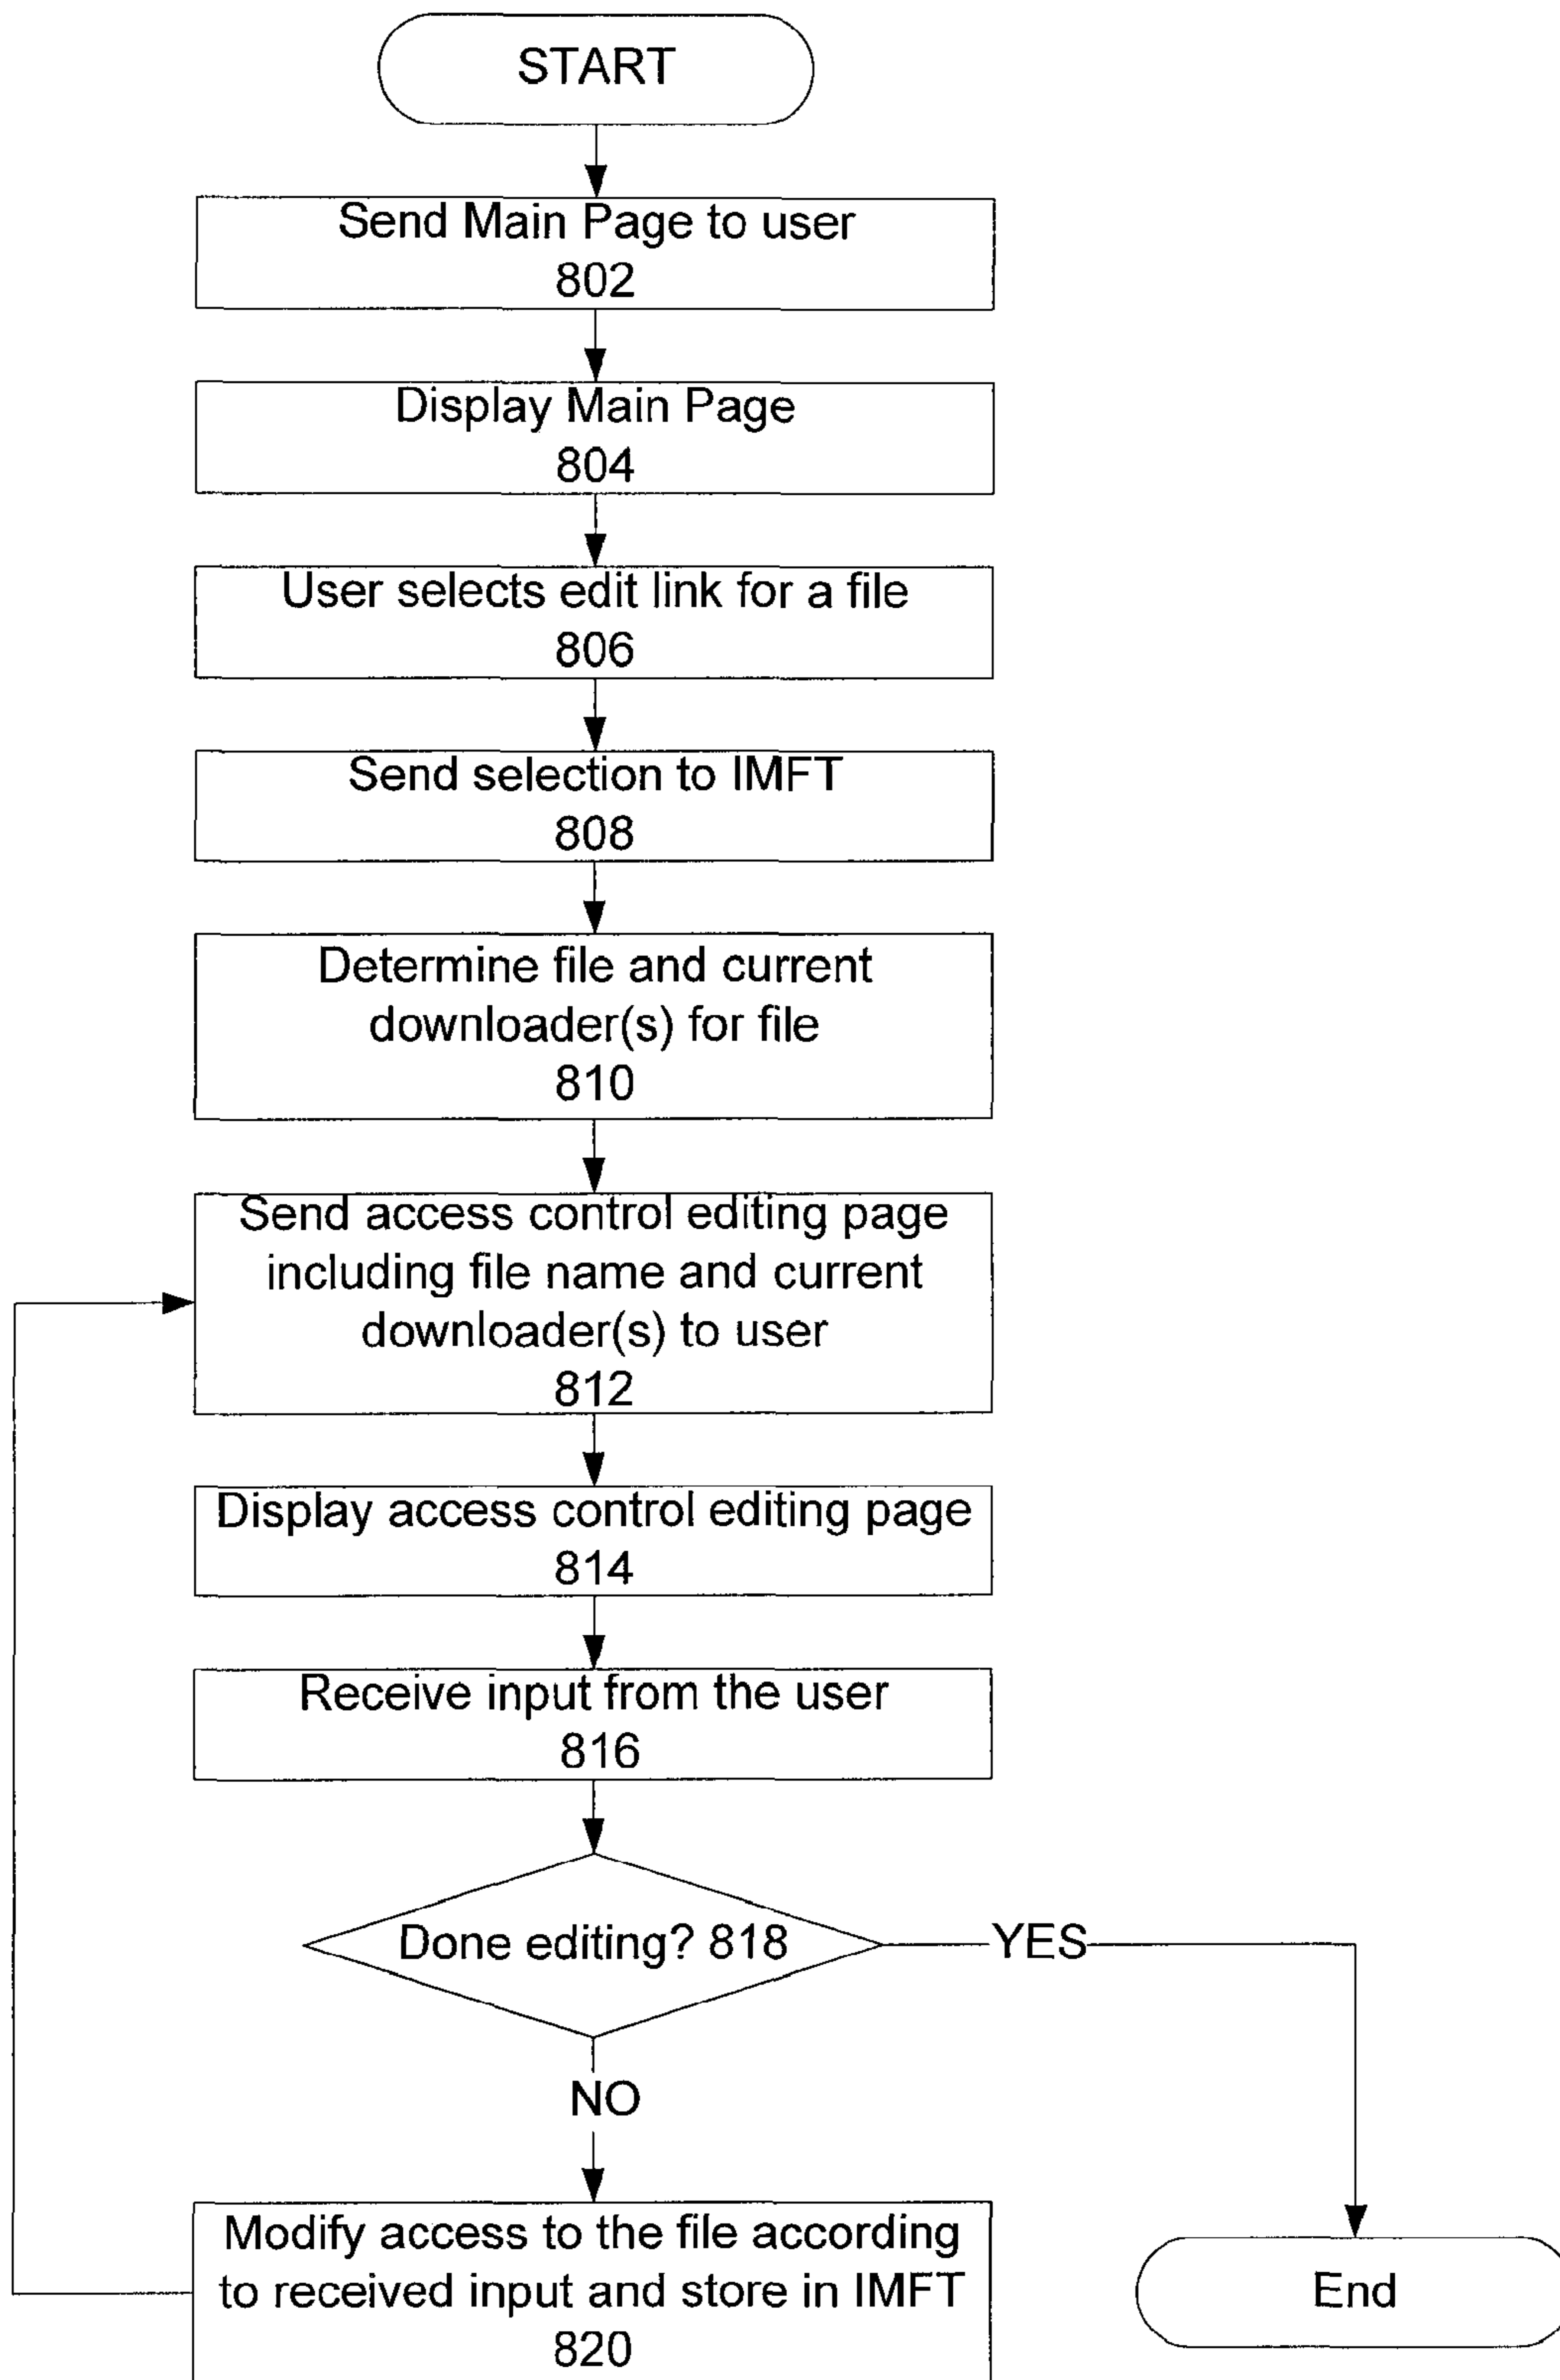 START
Send Main Page to user
802
Display Main Page
804
User selects edit link for a file
806
Send selection to IMFT
808
Determine file and current
downloader(s) for file
810
Send access control editing page
including file name and current
downloader(s) to user
812
Display access control editing page
814
Receive input from the user
816
Done editing? 818
YES
NO
Modify access to the file according
to received input and store in IMFT
820
End